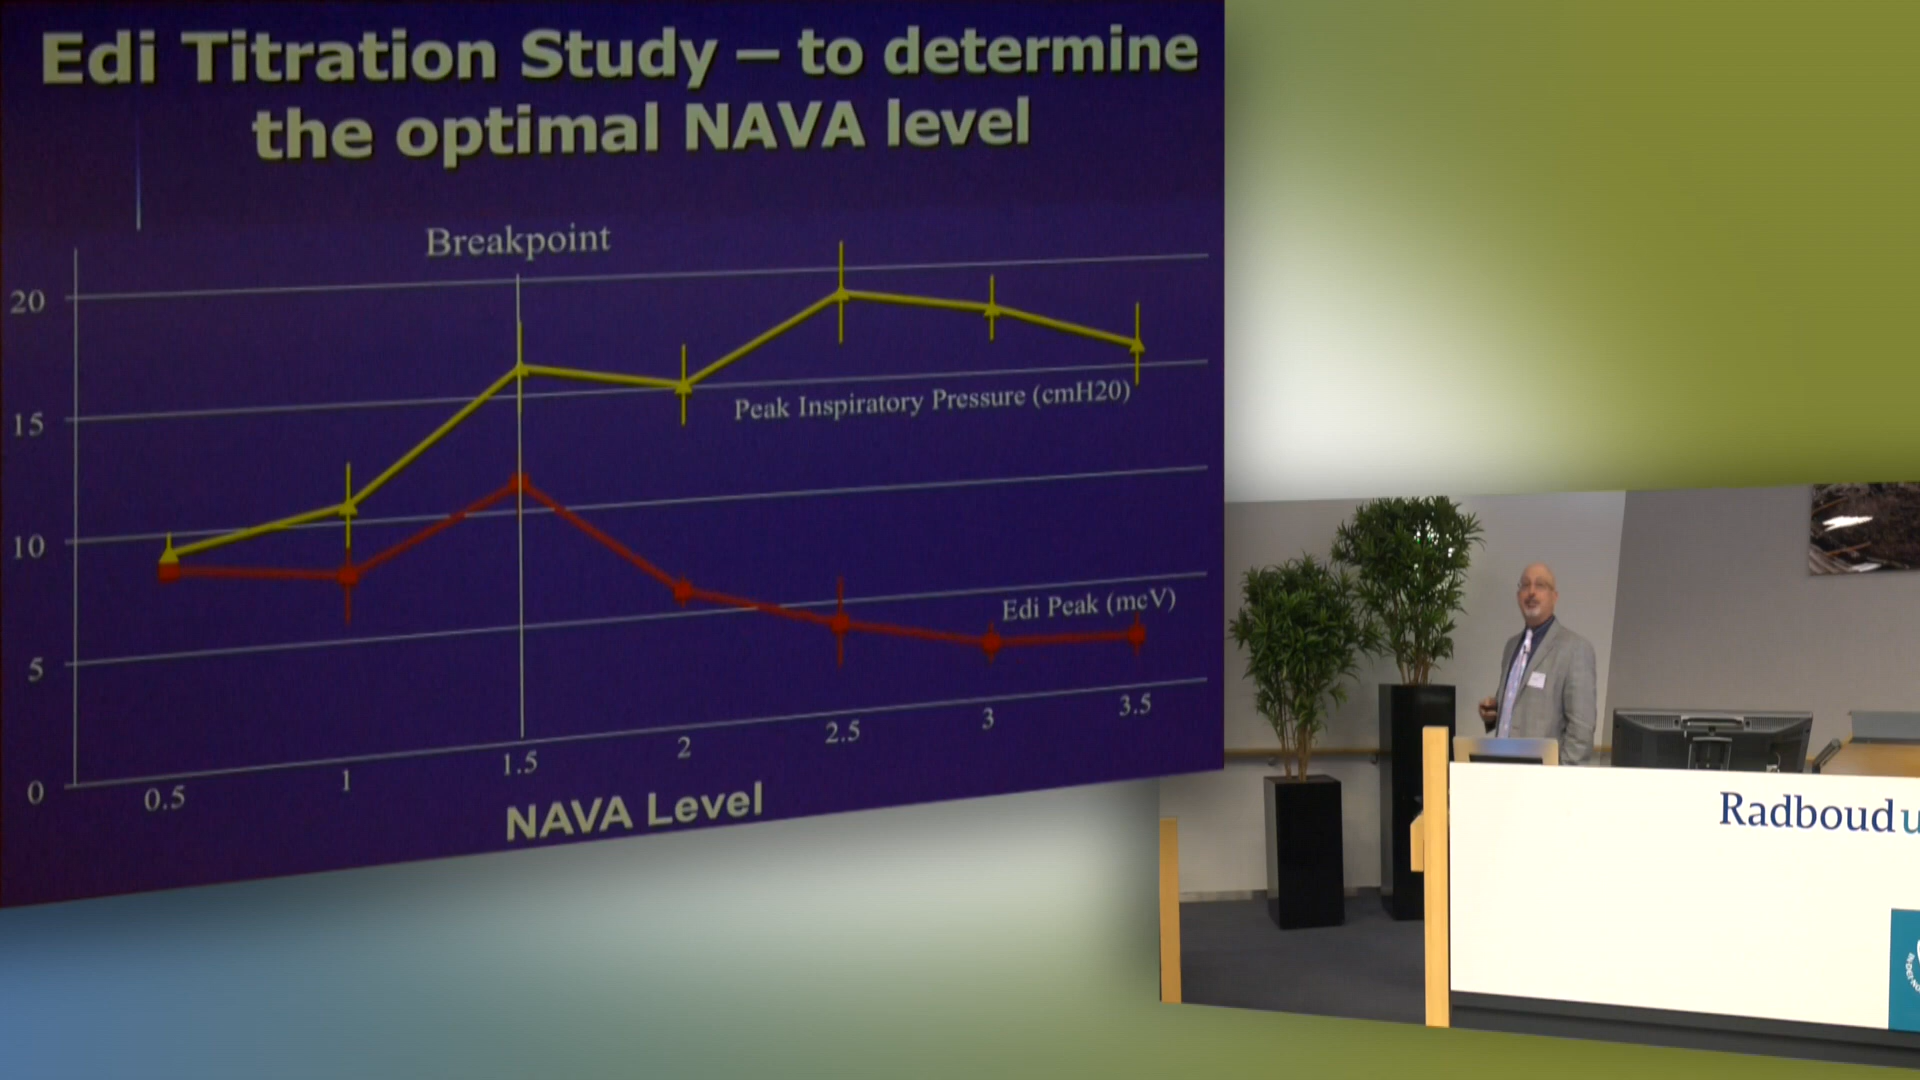 Edi Titration Study – to determine
the optimal NAVA level
Breakpoint
20
15
10
5
0
Peak Inspiratory Pressure (cmH20)
Edi Peak (mcV)
0.5
1
1.5
2
2.5
3
3.5
NAVA Level
Radboudu